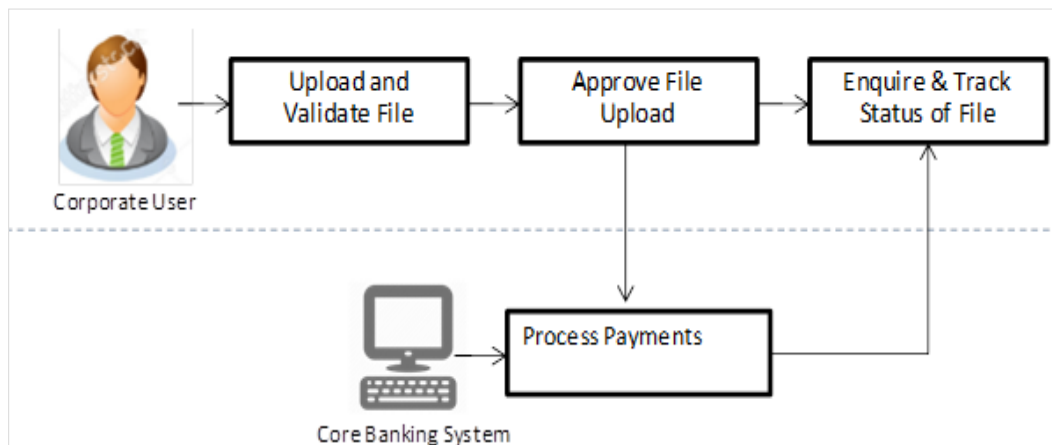 Upload and
Validate File
Approve File
Upload
Enquire & Track
Status of File
Corporate User
Process Payments
Core Banking System